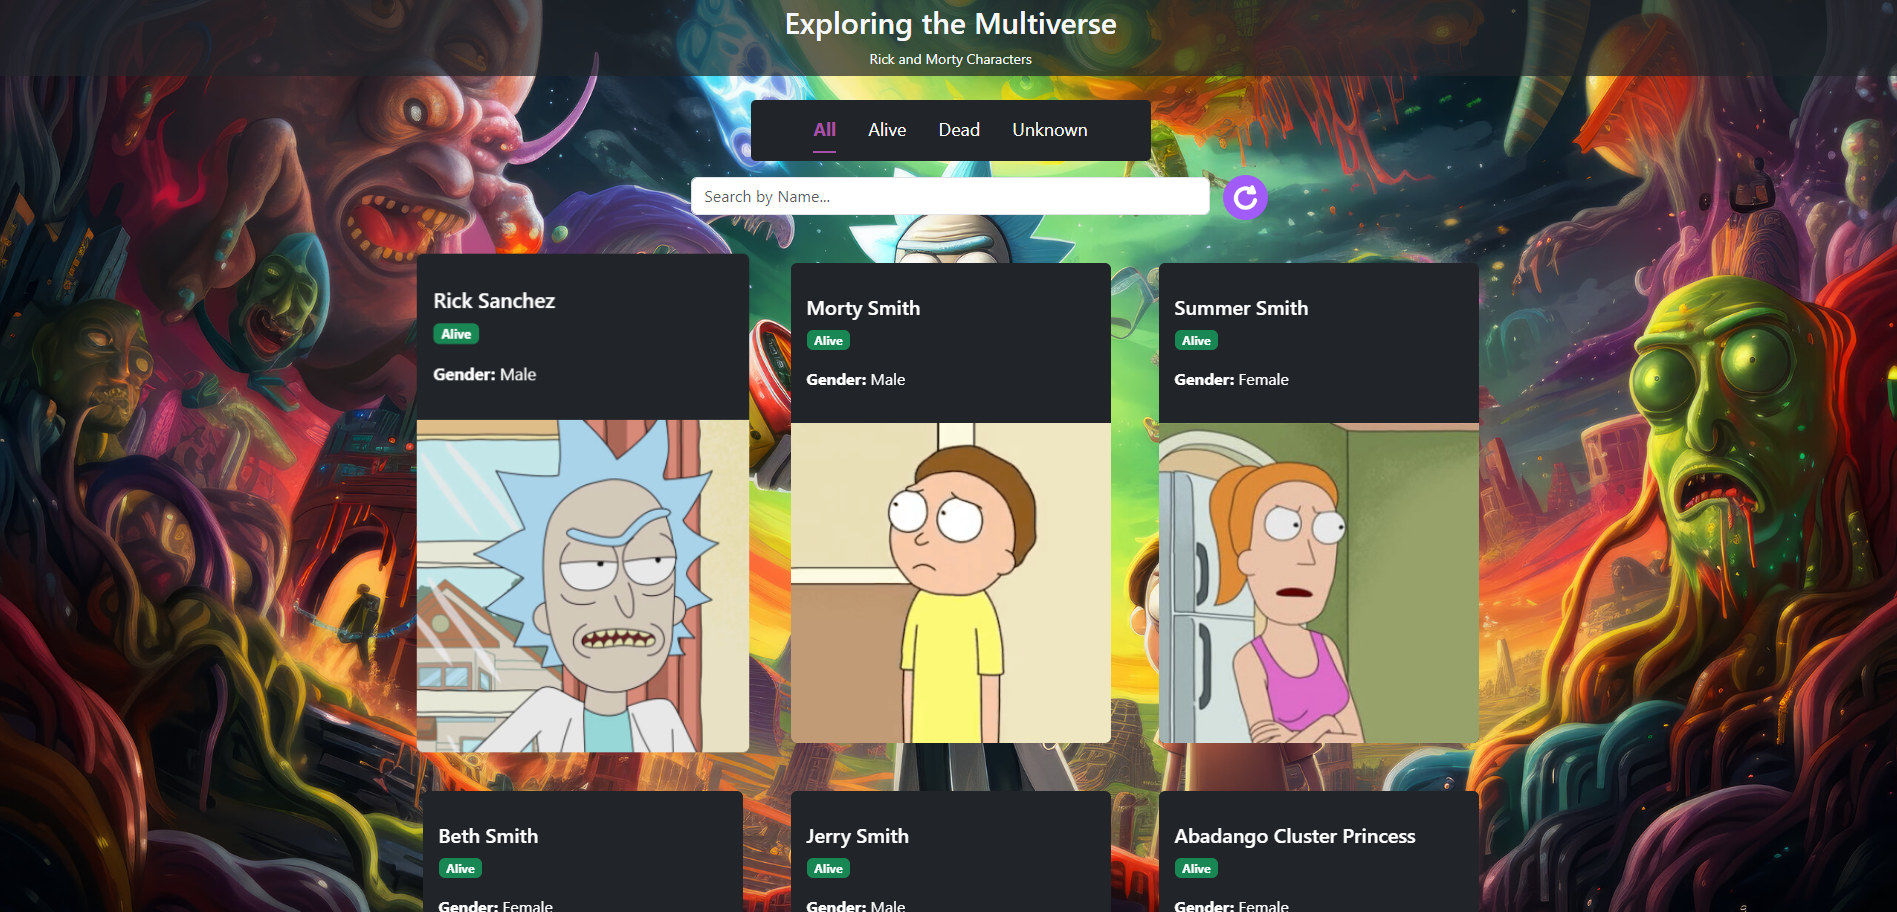 Exploring the Multiverse
Rick and Morty Characters
All Alive Dead Unknown
Search by Name...
Rick Sanchez
Alive
Gender: Male
Morty Smith
Alive
Gender: Male
Summer Smith
Alive
Gender: Female
Beth Smith
Alive
Gender: Female
Jerry Smith
Alive
Gender: Male
Abadango Cluster Princess
Alive
Gender: Female